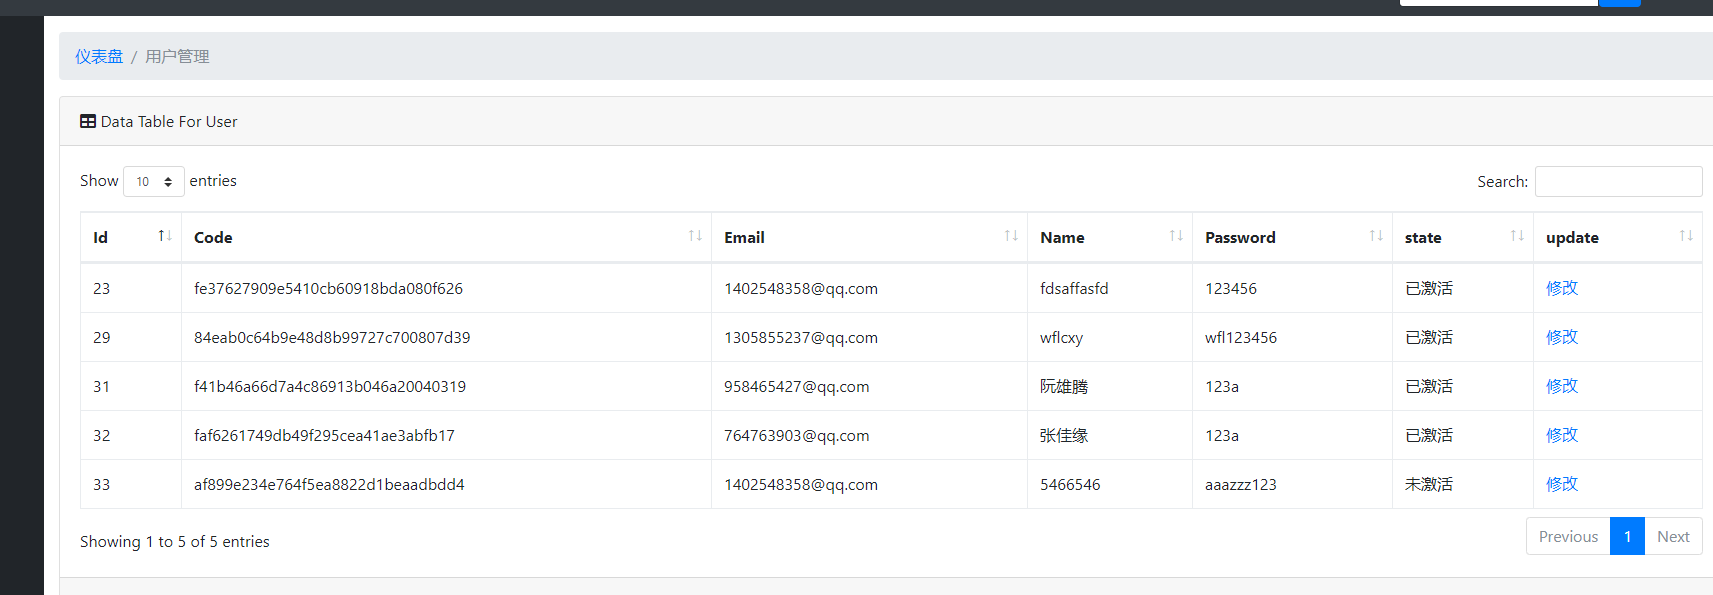 仪表盘 / 用户管理
Data Table For User
Show 10 entries Search:
Id Code Email Name Password state update
23 fe37627909e5410cb60918bda080f626 1402548358@qq.com fdsaffasfd 123456 已激活 修改
29 84eab0c64b9e48d8b99727c700807d39 1305855237@qq.com wflcxy wfl123456 已激活 修改
31 f41b46a66d7a4c86913b046a20040319 958465427@qq.com 阮雄腾 123a 已激活 修改
32 faf6261749db49f295cea41ae3abfb17 764763903@qq.com 张佳缘 123a 已激活 修改
33 af899e234e764f5ea8822d1beaadbdd4 1402548358@qq.com 5466546 aaazzz123 未激活 修改
Showing 1 to 5 of 5 entries Previous 1 Next